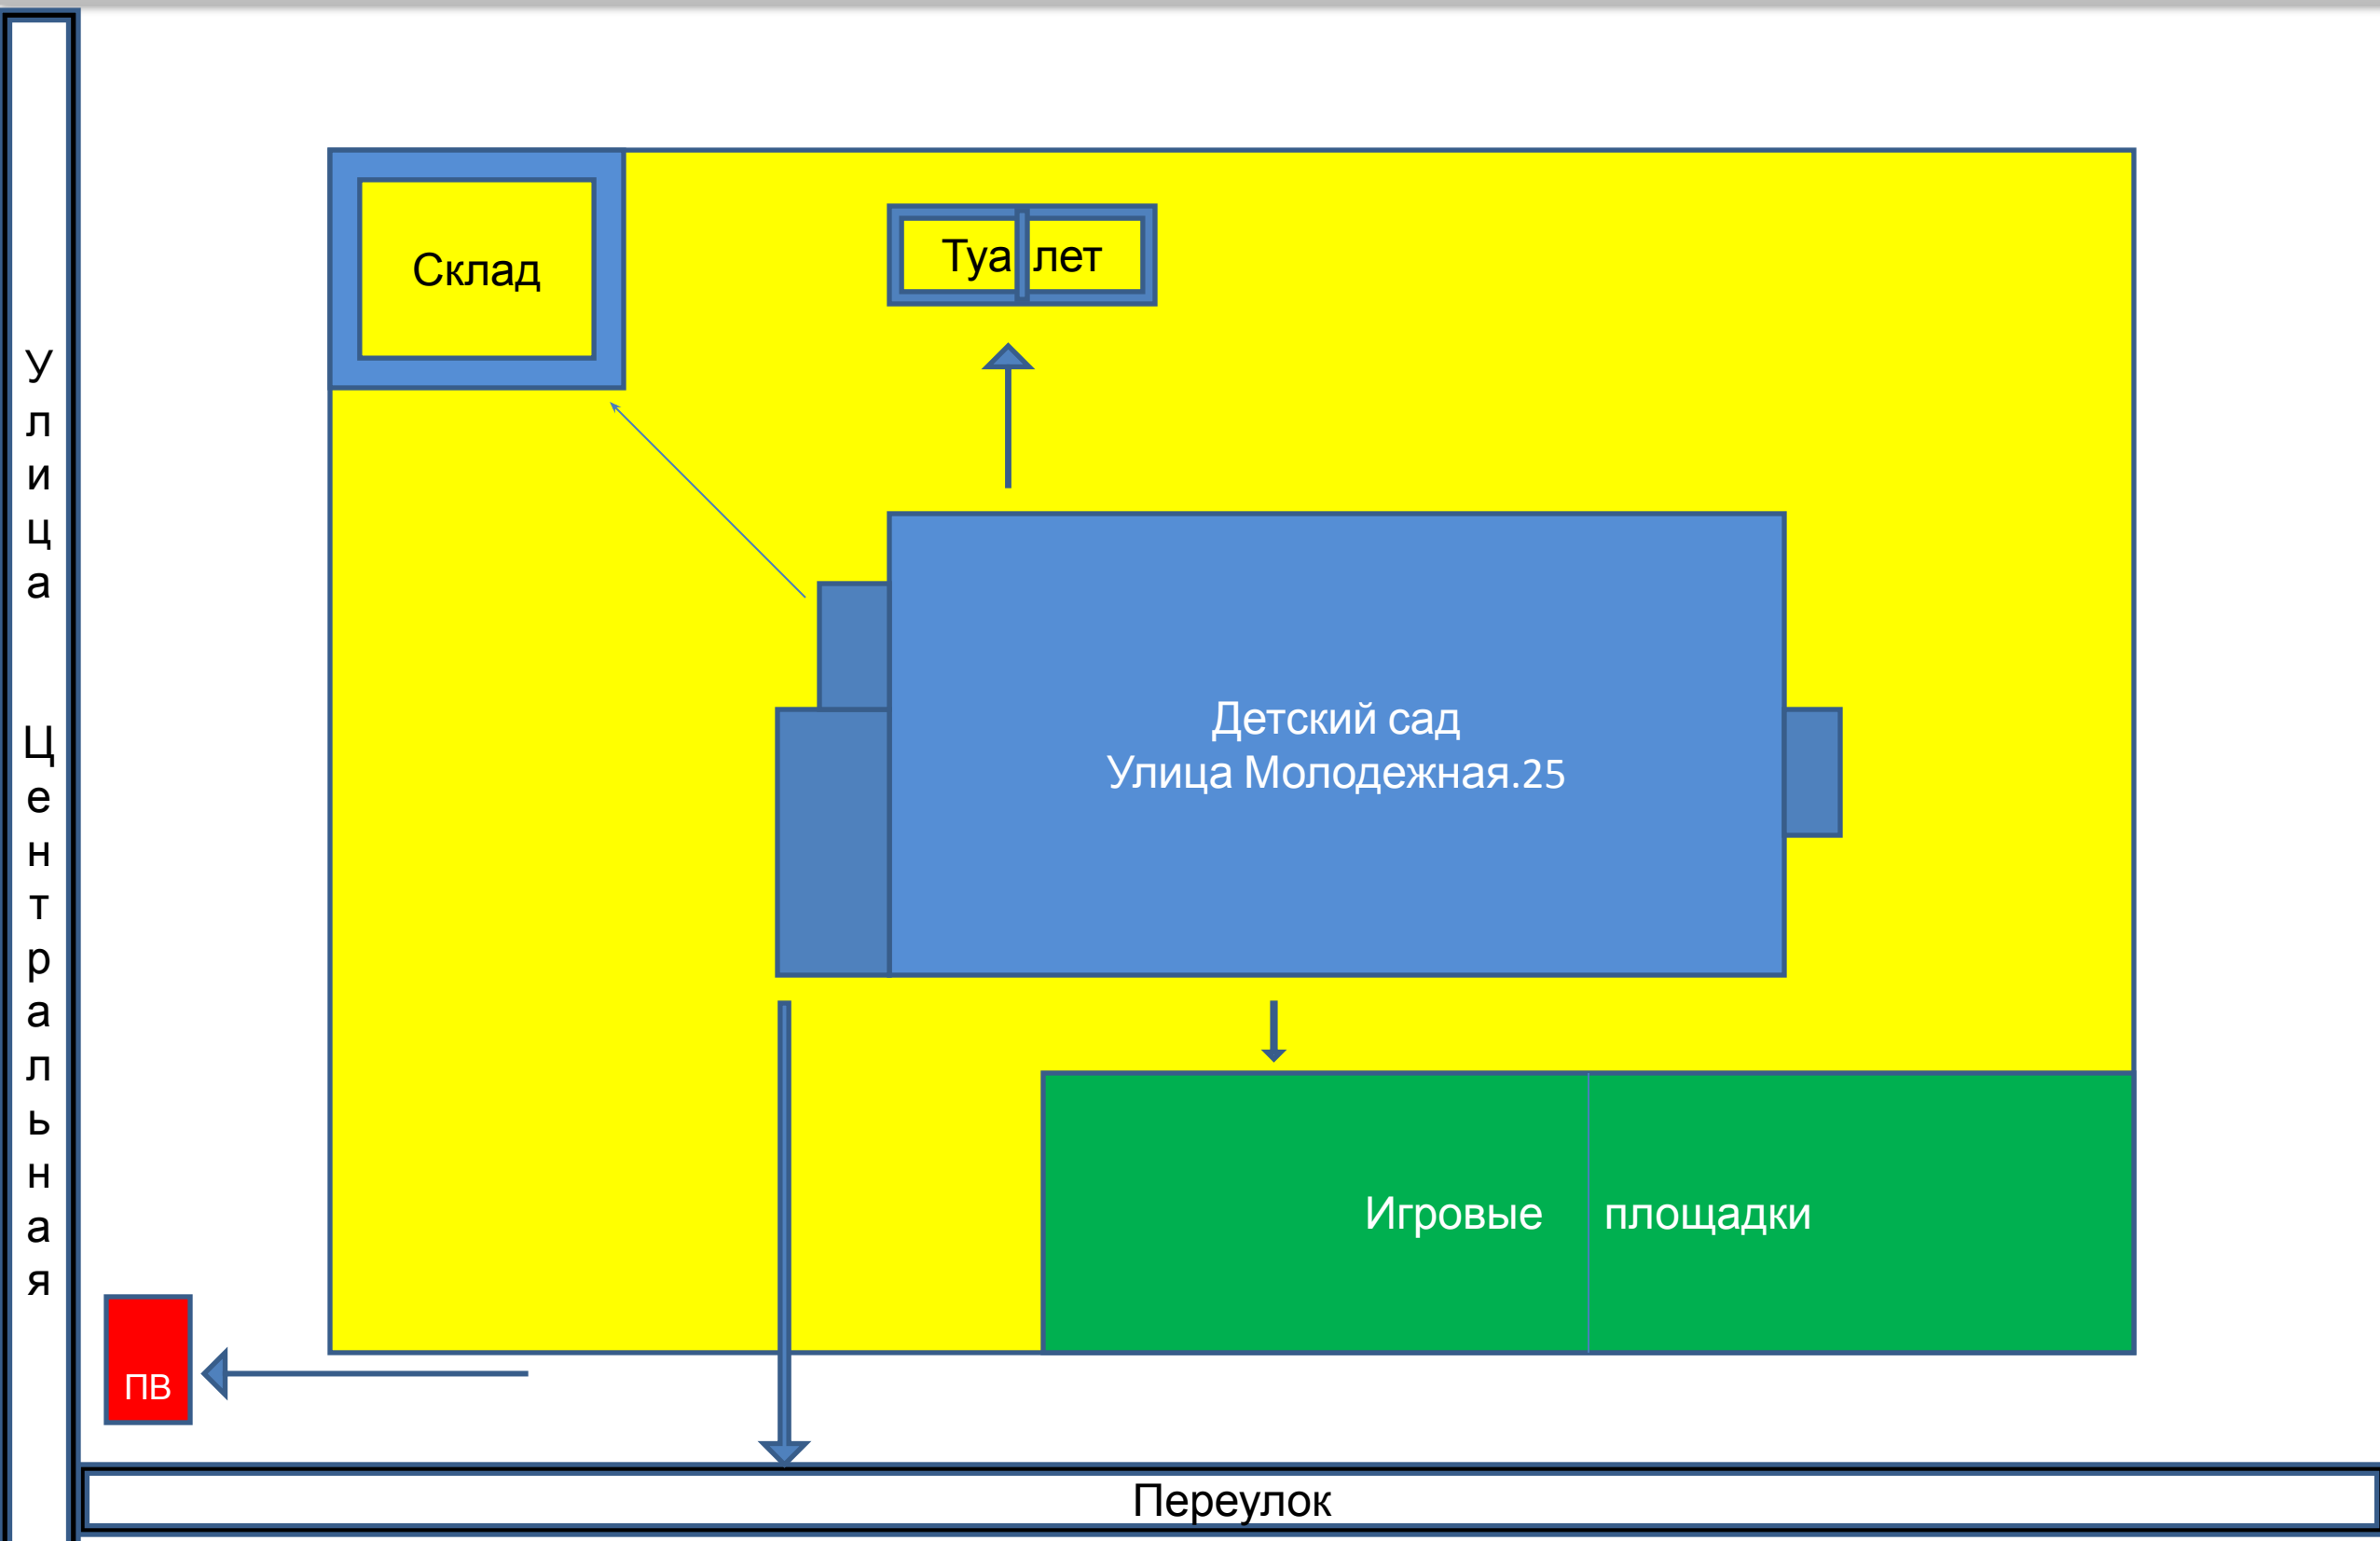 Склад
Туа лет
Улица Центральная
Детский сад
Улица Молодежная.25
Игровые площадки
ПВ
Переулок